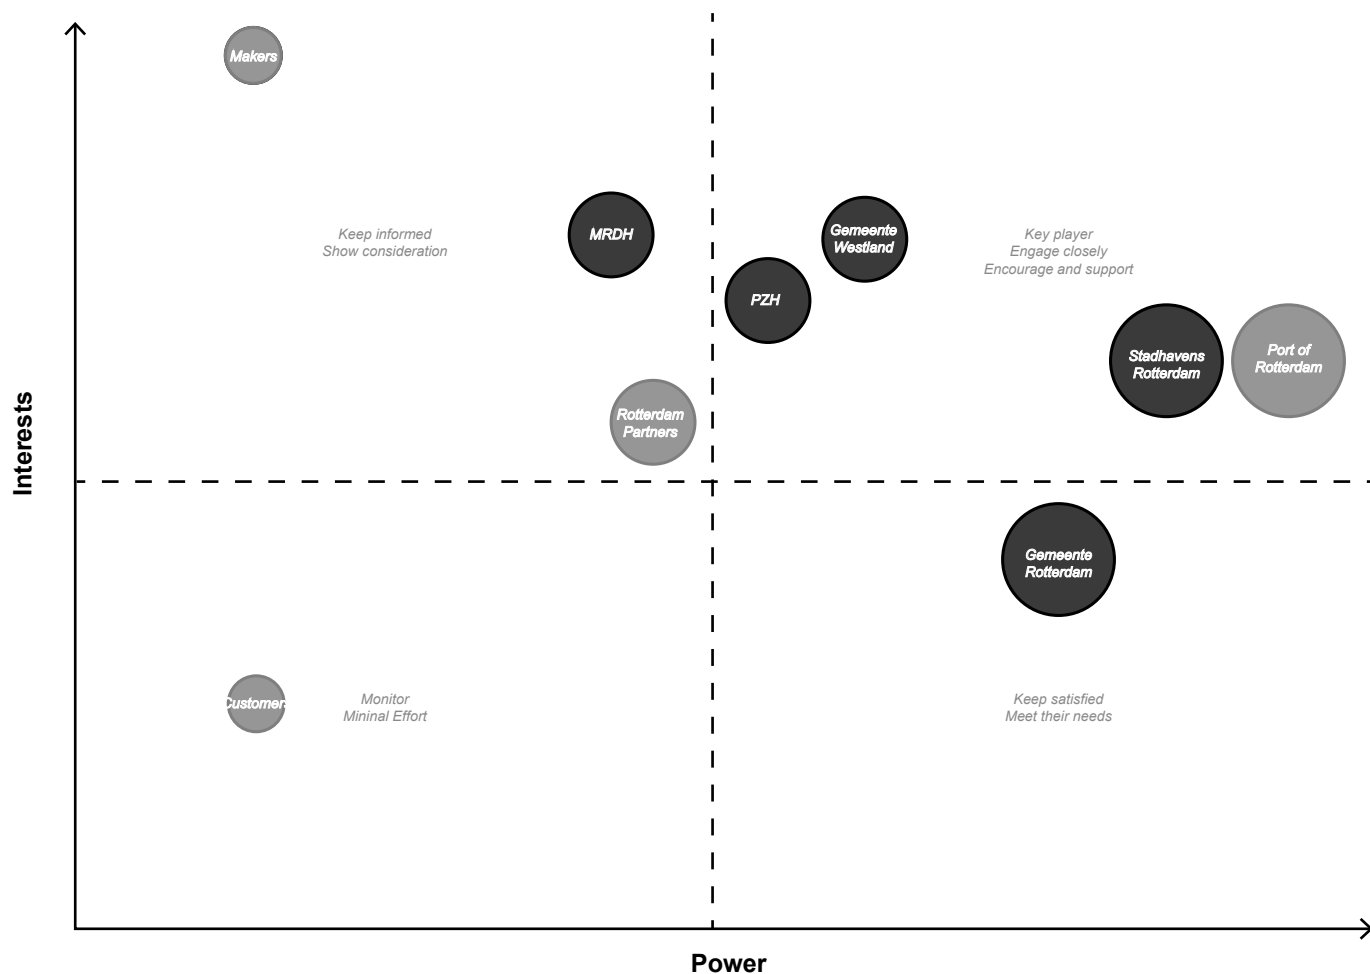 Makers
MRDH
Keep informed
Show consideration
Gemeente
Westland
Key player
Engage closely
Encourage and support
PZH
Stadhavens
Rotterdam
Port of
Rotterdam
Rotterdam
Partners
Interests
Gemeente
Rotterdam
Customers
Monitor
Mininal Effort
Keep satisfied
Meet their needs
Power